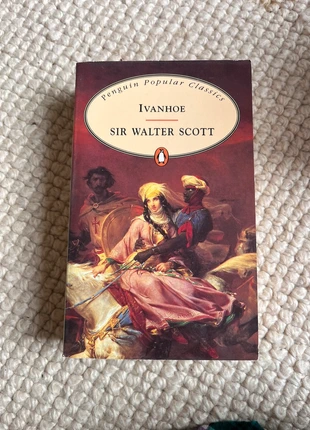 Penguin Popular Classics
IVANHOE
SIR WALTER SCOTT